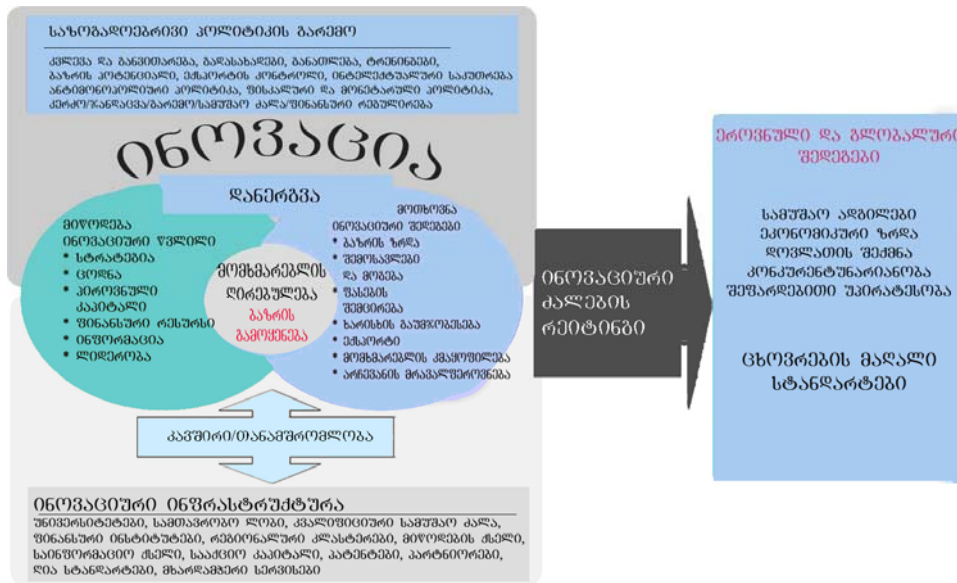 საზოგადოებრივი პოლიტიკის გარემო
კვლევა და განვითარება, გადასახადები, განათლება, ტრენინგები,
ბაზრის პოტენციალი, ექსპორტის კონტროლი, ინტელექტუალური საკუთრება
ანტიმონოპოლიური პოლიტიკა, ფისკალური და მონეტარული პოლიტიკა,
კერძო/ჯანდაცვა/გარემო/სამუშაო ძალა/ფინანსური რეგულირება
ინოვაცია
დანერგვა
მიწოდება
ინოვაციური წვლილი
* სტრატეგია
* ცოდნა
* პიროვნული
კაპიტალი
* ფინანსური რესურსი
* ინფორმაცია
* ლიდერობა
მომხმარებლის
ღირებულება
ბაზრის
გამოყენება
მოთხოვნა
ინოვაციური შედეგები
* ბაზრის ზრდა
* შემოსავლები
და მოგება
* ფასების
შემცირება
* ხარისხის გაუმჯობესება
* ექსპორტი
* მომხმარებლის კმაყოფილება
* არჩევანის მრავალფეროვნება
კავშირი/თანამშრომლობა
ინოვაციური ინფრასტრუქტურა
უნივერსიტეტები, სამთავრობო ლობი, კვალიფიციური სამუშაო ძალა,
ფინანსური ინსტიტუტები, რეგიონალური კლასტერები, მიწოდების ქსელი,
საინფორმაციო ქსელი, სააქციო კაპიტალი, პატენტები, პარტნიორები,
ღია სტანდარტები, მხარდამჭერი სერვისები
ინოვაციური
ძალების
რეიტინგი
ეროვნული და გლობალური
შედეგები
სამუშაო ადგილები
ეკონომიკური ზრდა
დოვლათის შექმნა
კონკურენტუნარიანობა
შეფარდებითი უპირატესობა
ცხოვრების მაღალი
სტანდარტები